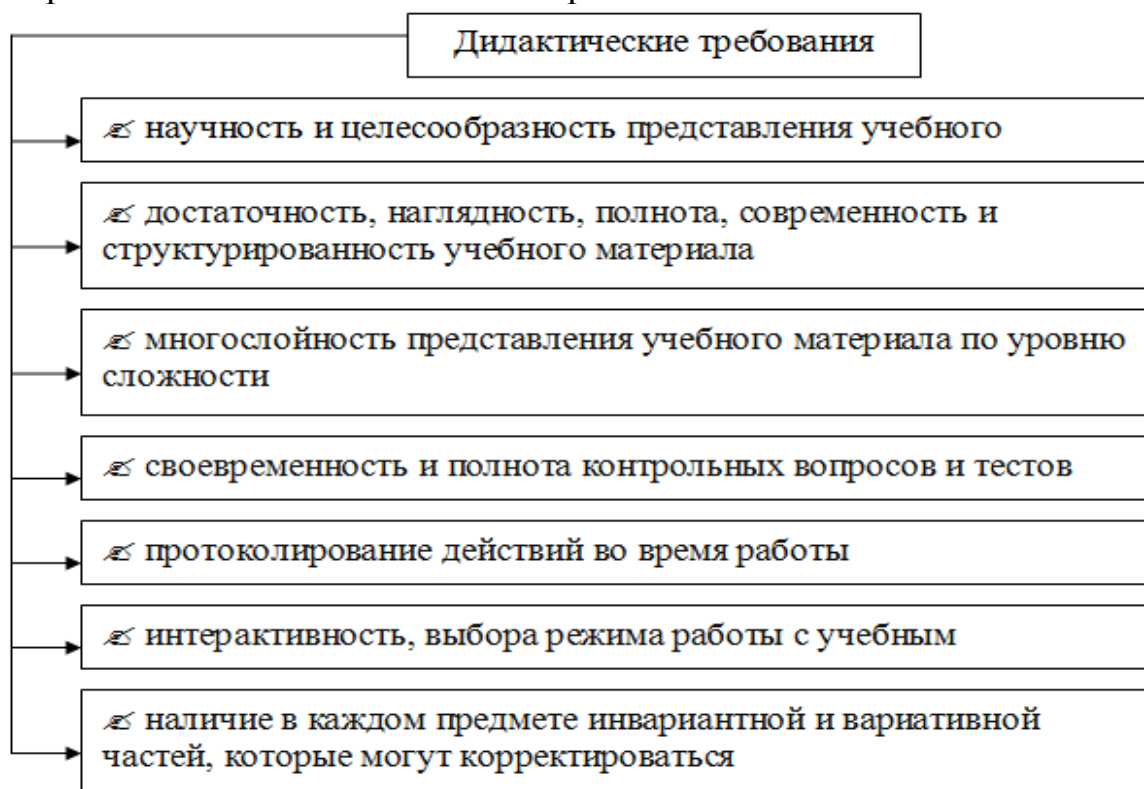 Дидактические требования
научность и целесообразность представления учебного
достаточность, наглядность, полнота, современность и
структурированность учебного материала
многослойность представления учебного материала по уровню
сложности
своевременность и полнота контрольных вопросов и тестов
протоколирование действий во время работы
интерактивность, выбора режима работы с учебным
наличие в каждом предмете инвариантной и вариативной
частей, которые могут корректироваться